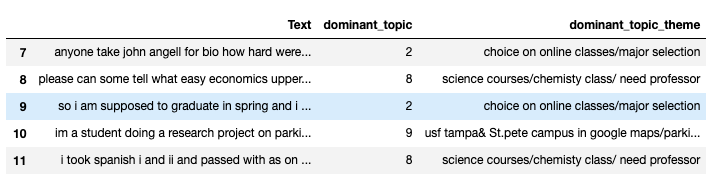 Text dominant_topic dominant_topic_theme
7 anyone take john angell for bio how hard were... 2 choice on online classes/major selection
8 please can some tell what easy economics upper... 8 science courses/chemisty class/ need professor
9 so i am supposed to graduate in spring and i ... 2 choice on online classes/major selection
10 im a student doing a research project on parki... 9 usf tampa& St.pete campus in google maps/parki...
11 i took spanish i and ii and passed with as on ... 8 science courses/chemisty class/ need professor